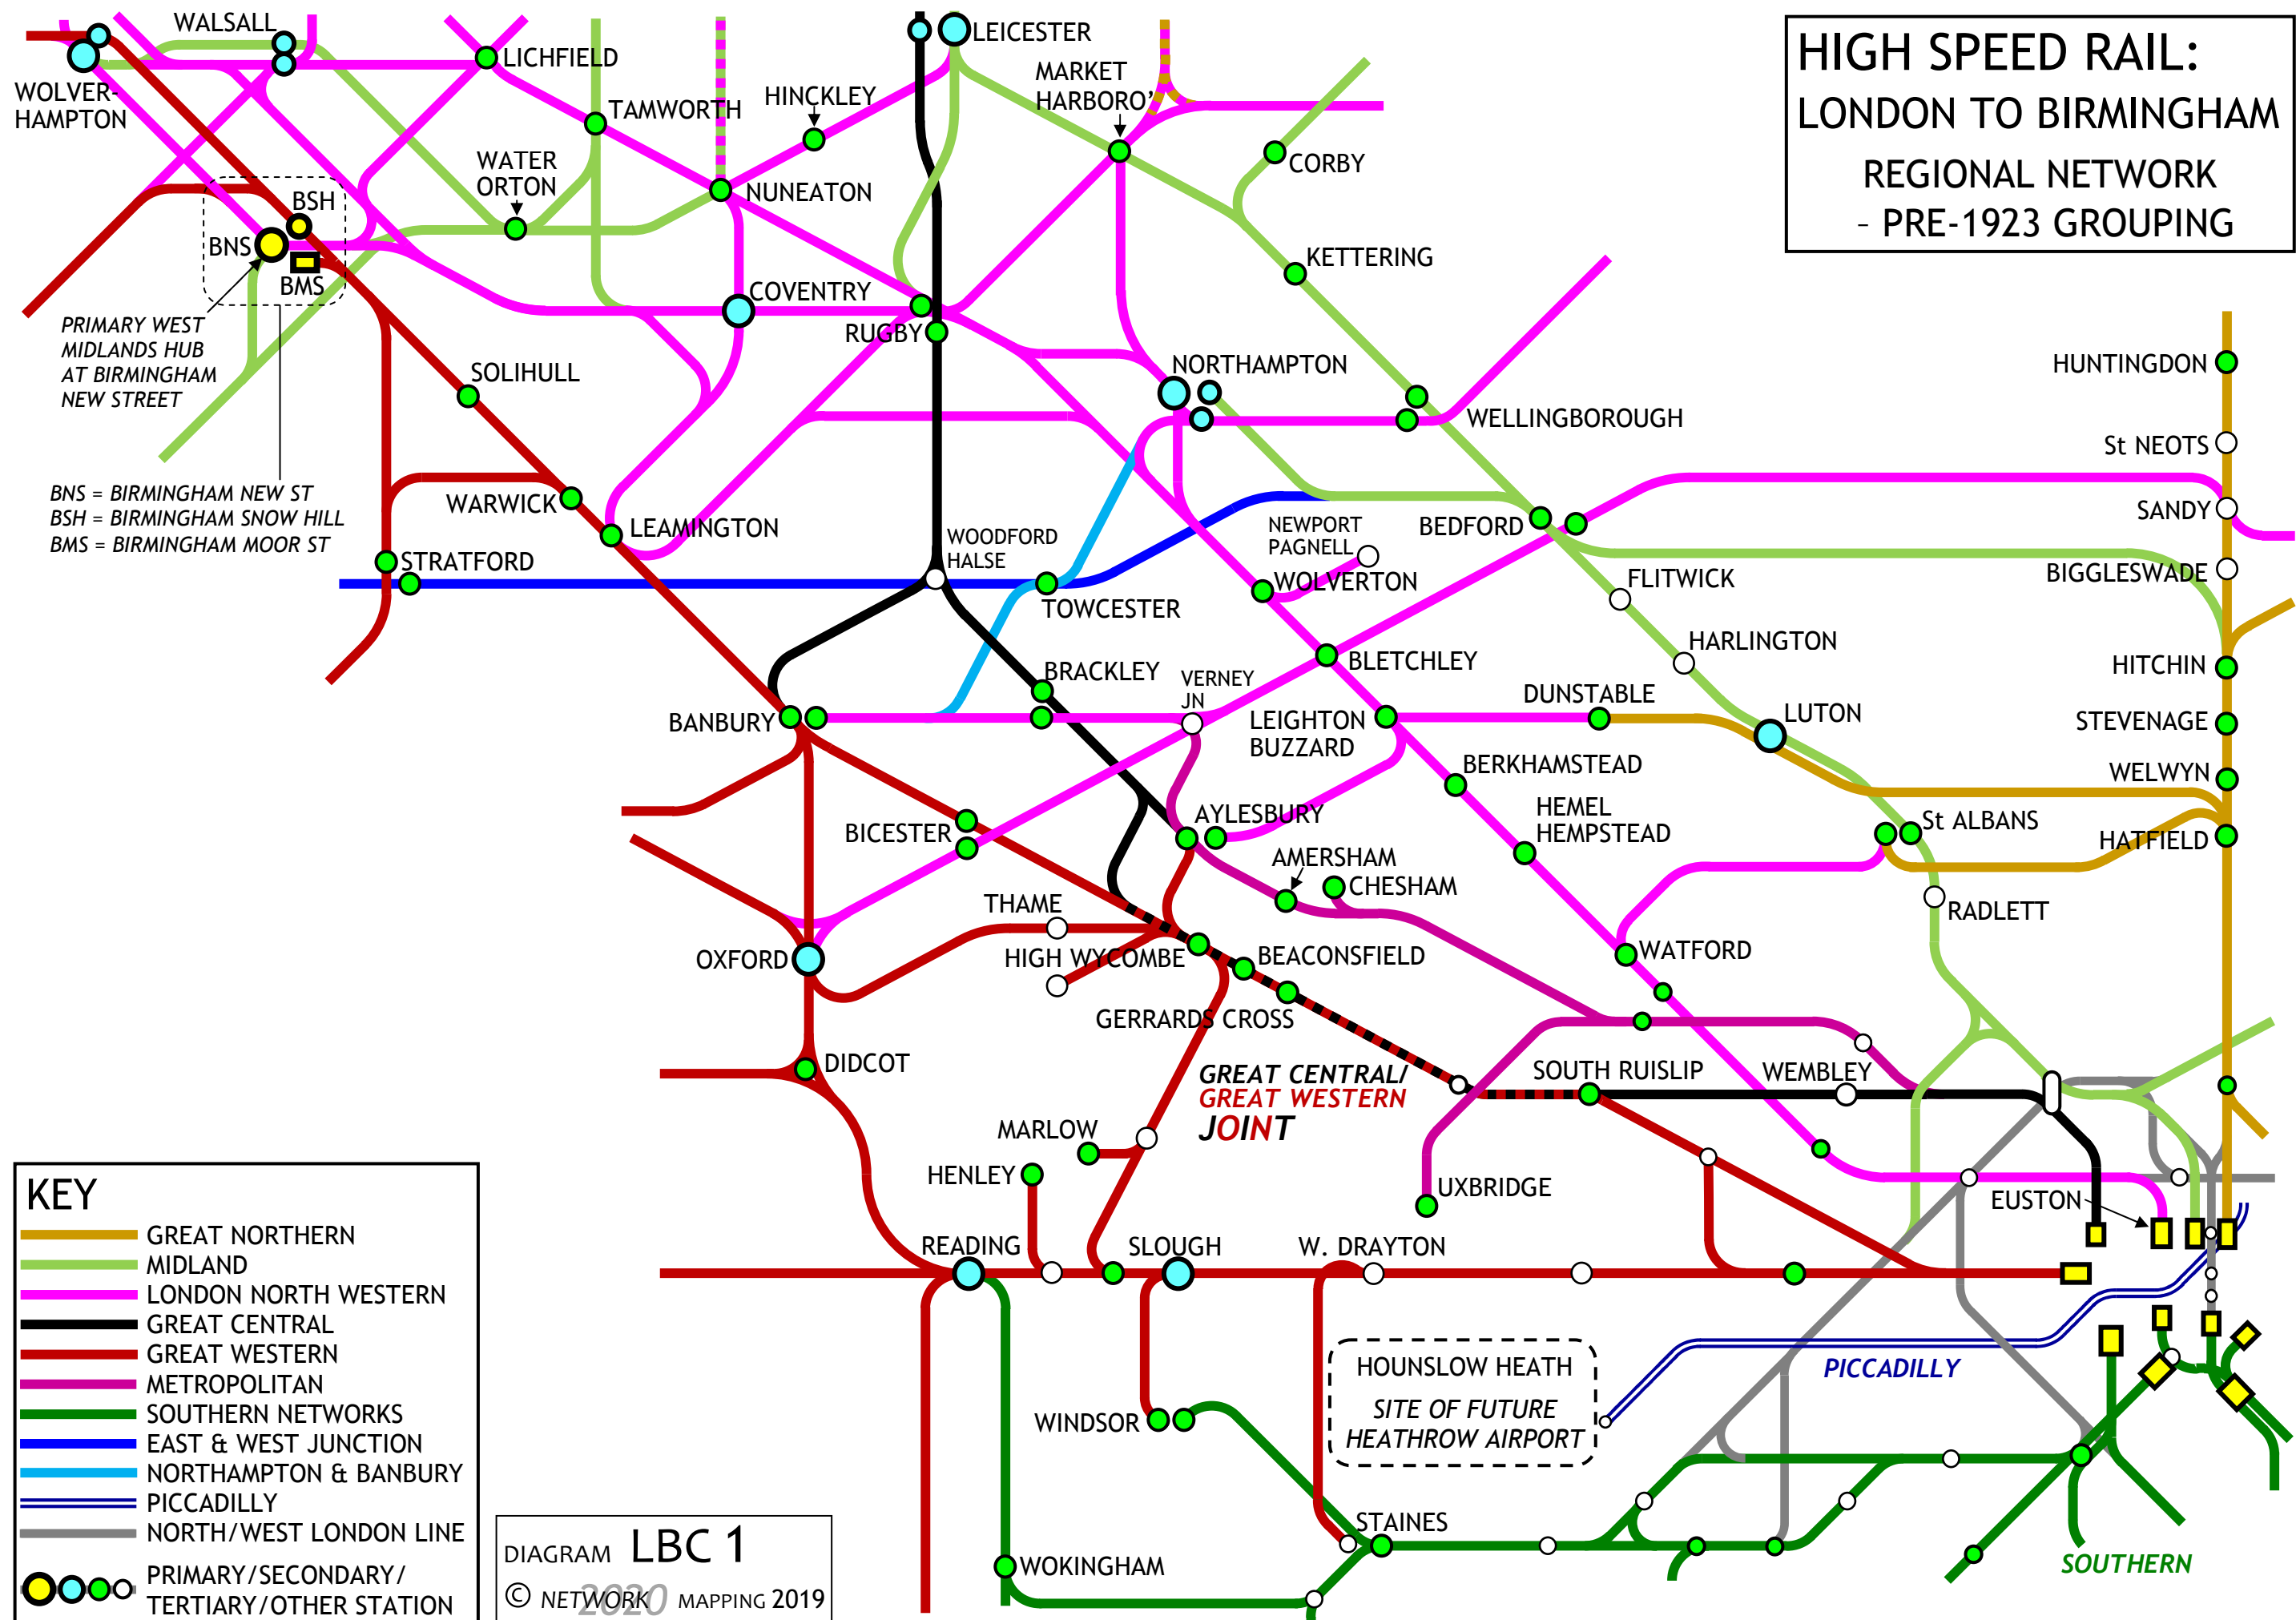 HIGH SPEED RAIL:
LONDON TO BIRMINGHAM
REGIONAL NETWORK
- PRE-1923 GROUPING
WALSALL
WOLVER-
HAMPTON
LICHFIELD
TAMWORTH
HINCKLEY
LEICESTER
MARKET
HARBORO'
CORBY
WATER
ORTON
NUNEATON
BSH
BNS
BMS
PRIMARY WEST
MIDLANDS HUB
AT BIRMINGHAM
NEW STREET
COVENTRY
RUGBY
KETTERING
NORTHAMPTON
WELLINGBOROUGH
HUNTINGDON
St NEOTS
SANDY
BIGGLESWADE
HITCHIN
STEVENAGE
WELWYN
HATFIELD
SOLIHULL
WARWICK
LEAMINGTON
STRATFORD
BNS = BIRMINGHAM NEW ST
BSH = BIRMINGHAM SNOW HILL
BMS = BIRMINGHAM MOOR ST
WOODFORD
HALSE
TOWCESTER
NEWPORT
PAGNELL
WOLVERTON
BEDFORD
FLITWICK
HARLINGTON
BLETCHLEY
BRACKLEY
VERNEY
JN
BANBURY
LEIGHTON
BUZZARD
DUNSTABLE
LUTON
BERKHAMSTEAD
HEMEL
HEMPSTEAD
BICESTER
AYLESBURY
AMERSHAM
CHESHAM
St ALBANS
RADLETT
THAME
OXFORD
HIGH WYCOMBE
BEACONSFIELD
GERRARDS CROSS
WATFORD
DIDCOT
GREAT CENTRAL/
GREAT WESTERN
JOINT
SOUTH RUISLIP
WEMBLEY
MARLOW
HENLEY
UXBRIDGE
EUSTON
READING
SLOUGH
W. DRAYTON
HOUNSLOW HEATH
SITE OF FUTURE
HEATHROW AIRPORT
PICCADILLY
WINDSOR
STAINES
WOKINGHAM
SOUTHERN
KEY
GREAT NORTHERN
MIDLAND
LONDON NORTH WESTERN
GREAT CENTRAL
GREAT WESTERN
METROPOLITAN
SOUTHERN NETWORKS
EAST & WEST JUNCTION
NORTHAMPTON & BANBURY
PICCADILLY
NORTH/WEST LONDON LINE
PRIMARY/SECONDARY/
TERTIARY/OTHER STATION
DIAGRAM LBC 1
© NETWORK 2020 MAPPING 2019